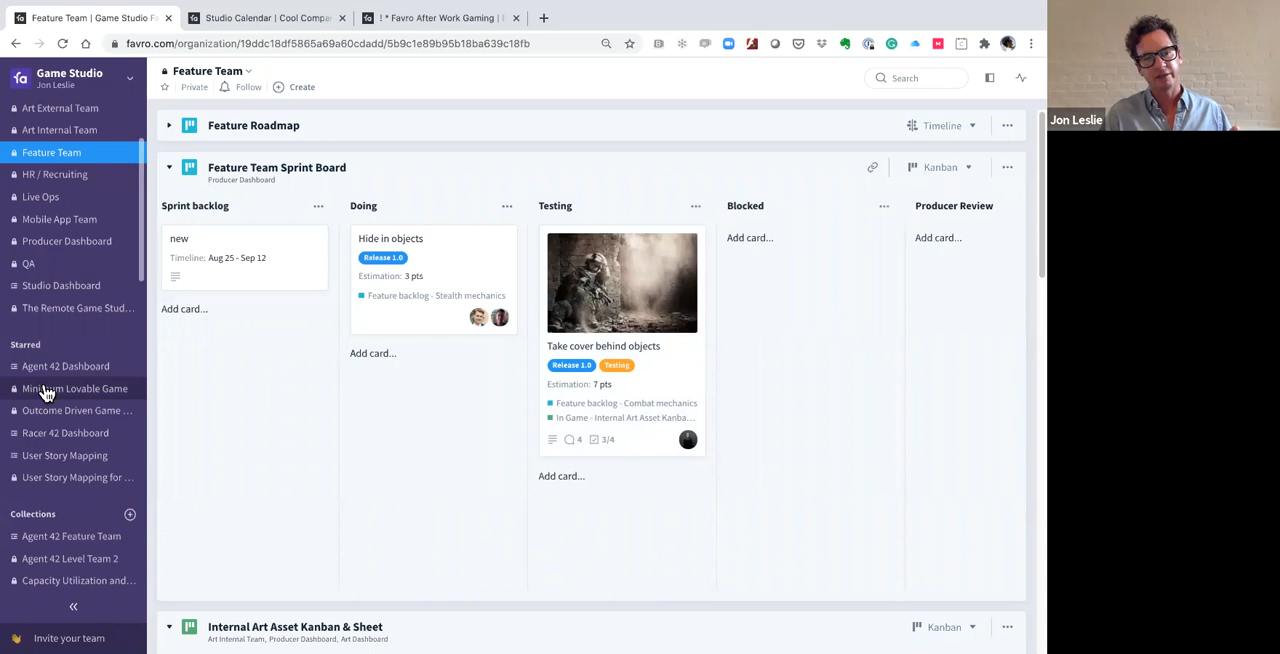 Feature Team | Game Studio F
Studio Calendar | Cool Compa
! * Favro After Work Gaming |
favro.com/organization/19ddc18df5865a69a60cdadd/5b9c1e89b95b18ba639c18fb
Game Studio
Jon Leslie
Art External Team
Art Internal Team
Feature Team
HR / Recruiting
Live Ops
Mobile App Team
Producer Dashboard
QA
Studio Dashboard
The Remote Game Stud...
Starred
Agent 42 Dashboard
Minimum Lovable Game
Outcome Driven Game ...
Racer 42 Dashboard
User Story Mapping
User Story Mapping for ...
Collections
Agent 42 Feature Team
Agent 42 Level Team 2
Capacity Utilization and...
Invite your team
Feature Team
Private
Follow
Create
Search
Feature Roadmap
Timeline
Feature Team Sprint Board
Producer Dashboard
Kanban
Sprint backlog
new
Timeline: Aug 25 - Sep 12
Add card...
Doing
Hide in objects
Release 1.0
Estimation: 3 pts
Feature backlog - Stealth mechanics
Add card...
Testing
Take cover behind objects
Release 1.0
Testing
Estimation: 7 pts
Feature backlog - Combat mechanics
In Game - Internal Art Asset Kanba...
4
3/4
Add card...
Blocked
Add card...
Producer Review
Add card...
Internal Art Asset Kanban & Sheet
Art Internal Team, Producer Dashboard, Art Dashboard
Kanban
Jon Leslie